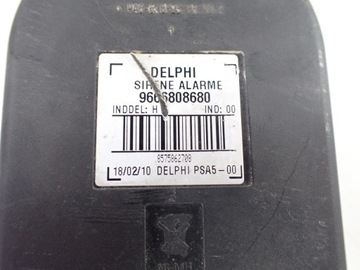 DELPHI
SIRENE ALARME
9666808680
INDDEL: H IND: 00
8575862708
18/02/10 DELPHI PSA5-00